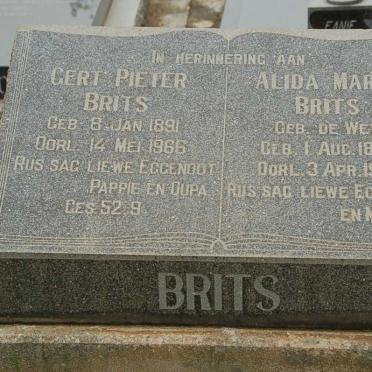 IN HERINNERING AAN
GERT PIETER
BRITS
GEB. 8 JAN. 1891
OORL. 14 MEI 1966
RUS SAG LIEWE EGGENOOT
PAPPIE EN OUPA.
GES. 52. 9.
ALIDA MAR
BRITS
GEB. DE WE
GEB. 1 AUG. 18
OORL. 3 APR. 19
RUS SAG LIEWE EG
EN
BRITS
FANIE